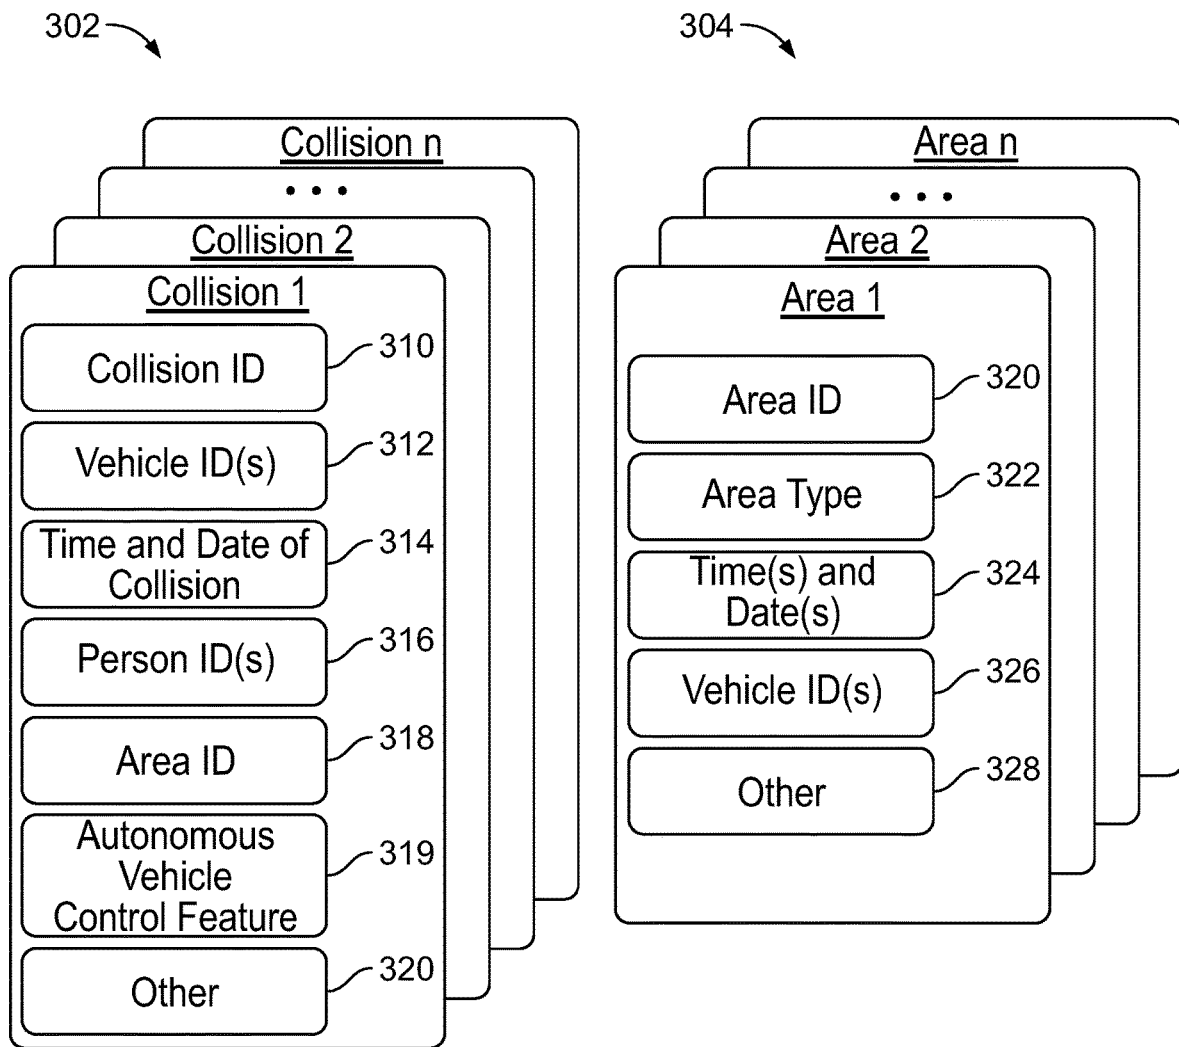 302
304
Collision n
• • •
Collision 2
Collision 1
Collision ID
310
Vehicle ID(s)
312
Time and Date of
Collision
314
Person ID(s)
316
Area ID
318
Autonomous
Vehicle
Control Feature
319
Other
320
Area n
• • •
Area 2
Area 1
Area ID
320
Area Type
322
Time(s) and
Date(s)
324
Vehicle ID(s)
326
Other
328